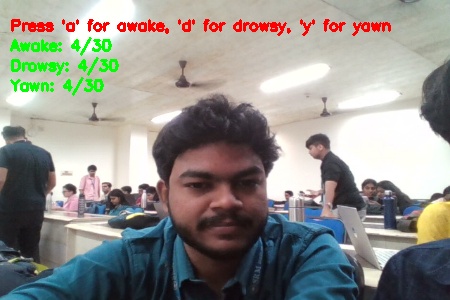 Press 'a' for awake, 'd' for drowsy, 'y' for yawn
Awake: 4/30
Drowsy: 4/30
Yawn: 4/30